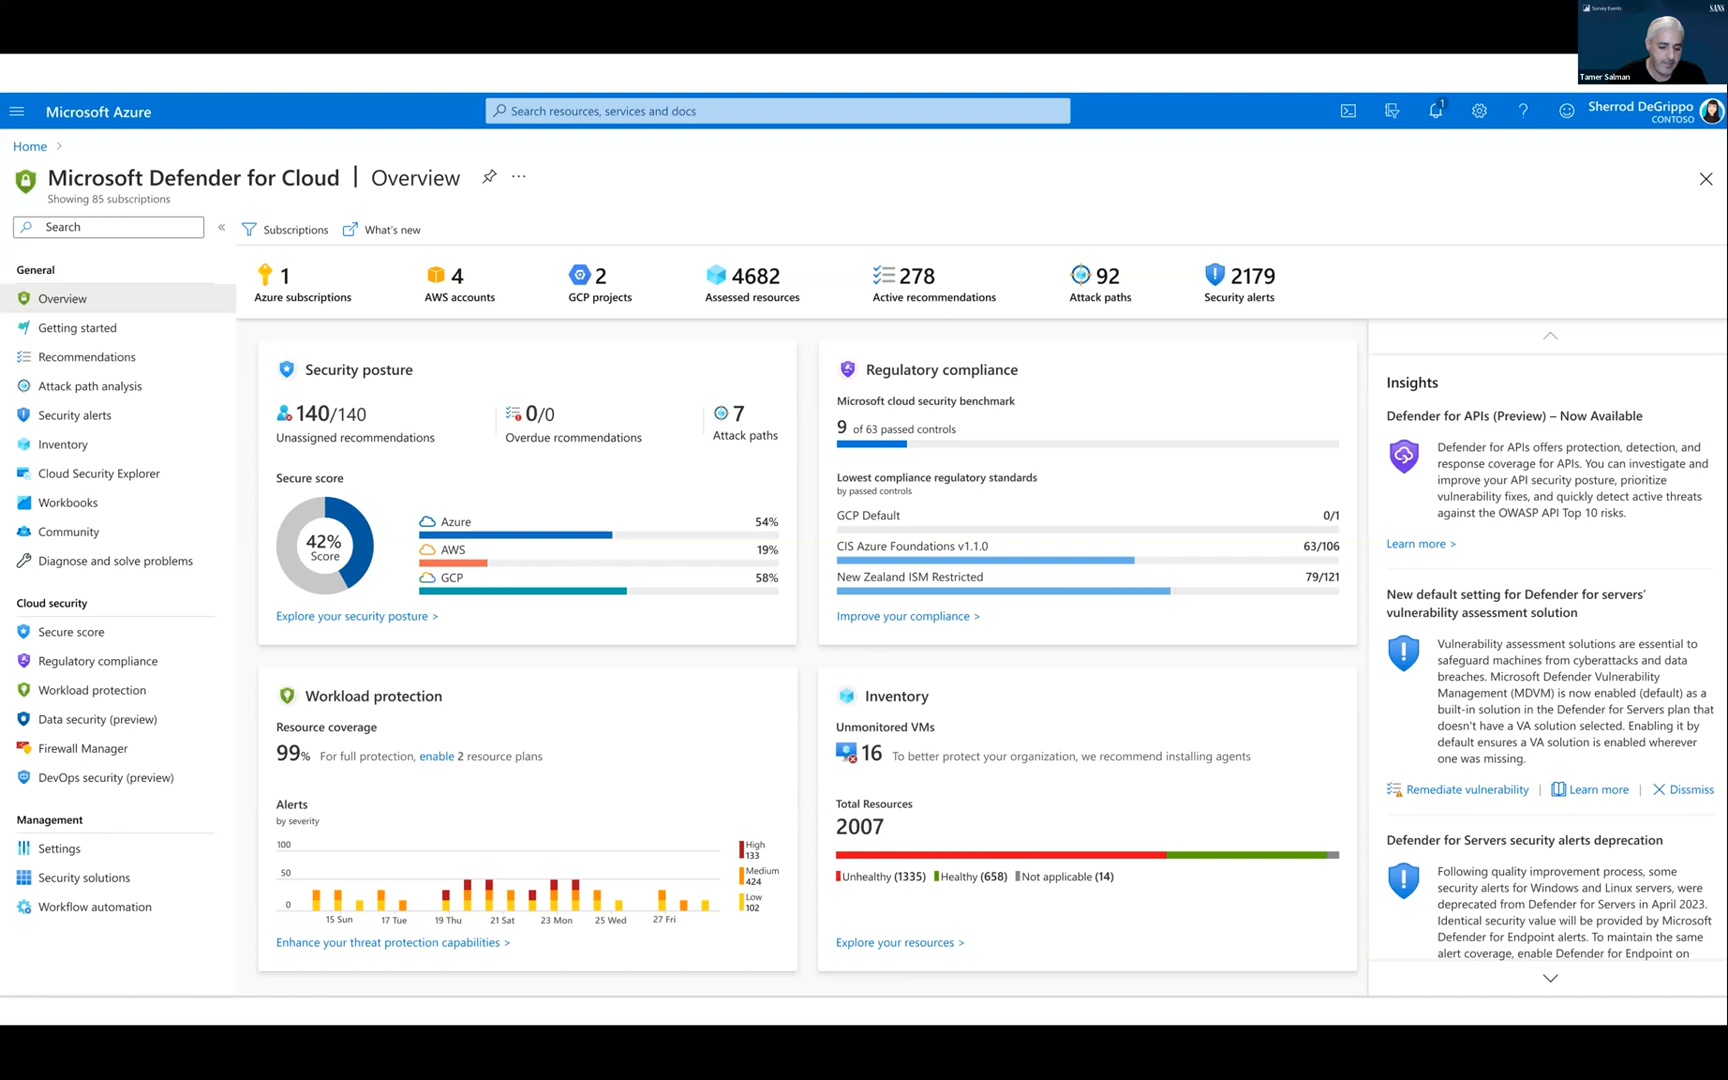 Survey Events
SANS
Tamer Salman
Microsoft Azure
Search resources, services and docs
1
Sherrod DeGrippo
CONTOSO
Home >
Microsoft Defender for Cloud | Overview ...
Showing 85 subscriptions
Search
«
Subscriptions
What's new
General
Overview
Getting started
Recommendations
Attack path analysis
Security alerts
Inventory
Cloud Security Explorer
Workbooks
Community
Diagnose and solve problems
Cloud security
Secure score
Regulatory compliance
Workload protection
Data security (preview)
Firewall Manager
DevOps security (preview)
Management
Settings
Security solutions
Workflow automation
1
Azure subscriptions
4
AWS accounts
2
GCP projects
4682
Assessed resources
278
Active recommendations
92
Attack paths
2179
Security alerts
Security posture
140/140
Unassigned recommendations
0/0
Overdue rcommendations
7
Attack paths
Secure score
42%
Score
Azure 54%
AWS 19%
GCP 58%
Explore your security posture >
Regulatory compliance
Microsoft cloud security benchmark
9 of 63 passed controls
Lowest compliance regulatory standards
by passed controls
GCP Default 0/1
CIS Azure Foundations v1.1.0 63/106
New Zealand ISM Restricted 79/121
Improve your compliance >
Workload protection
Resource coverage
99% For full protection, enable 2 resource plans
Alerts
by severity
100
50
0
15 Sun 17 Tue 19 Thu 21 Sat 23 Mon 25 Wed 27 Fri
High
133
Medium
424
Low
102
Enhance your threat protection capabilities >
Inventory
Unmonitored VMs
16 To better protect your organization, we recommend installing agents
Total Resources
2007
Unhealthy (1335) Healthy (658) Not applicable (14)
Explore your resources >
Insights
Defender for APIs (Preview) – Now Available
Defender for APIs offers protection, detection, and
response coverage for APIs. You can investigate and
improve your API security posture, prioritize
vulnerability fixes, and quickly detect active threats
against the OWASP API Top 10 risks.
Learn more >
New default setting for Defender for servers'
vulnerability assessment solution
Vulnerability assessment solutions are essential to
safeguard machines from cyberattacks and data
breaches. Microsoft Defender Vulnerability
Management (MDVM) is now enabled (default) as a
built-in solution in the Defender for Servers plan that
doesn't have a VA solution selected. Enabling it by
default ensures a VA solution is enabled wherever
one was missing.
Remediate vulnerability | Learn more | Dissmiss
Defender for Servers security alerts deprecation
Following quality improvement process, some
security alerts for Windows and Linux servers, were
deprecated from Defender for Servers in April 2023.
Identical security value will be provided by Microsoft
Defender for Endpoint alerts. To maintain the same
alert coverage, enable Defender for Endpoint on